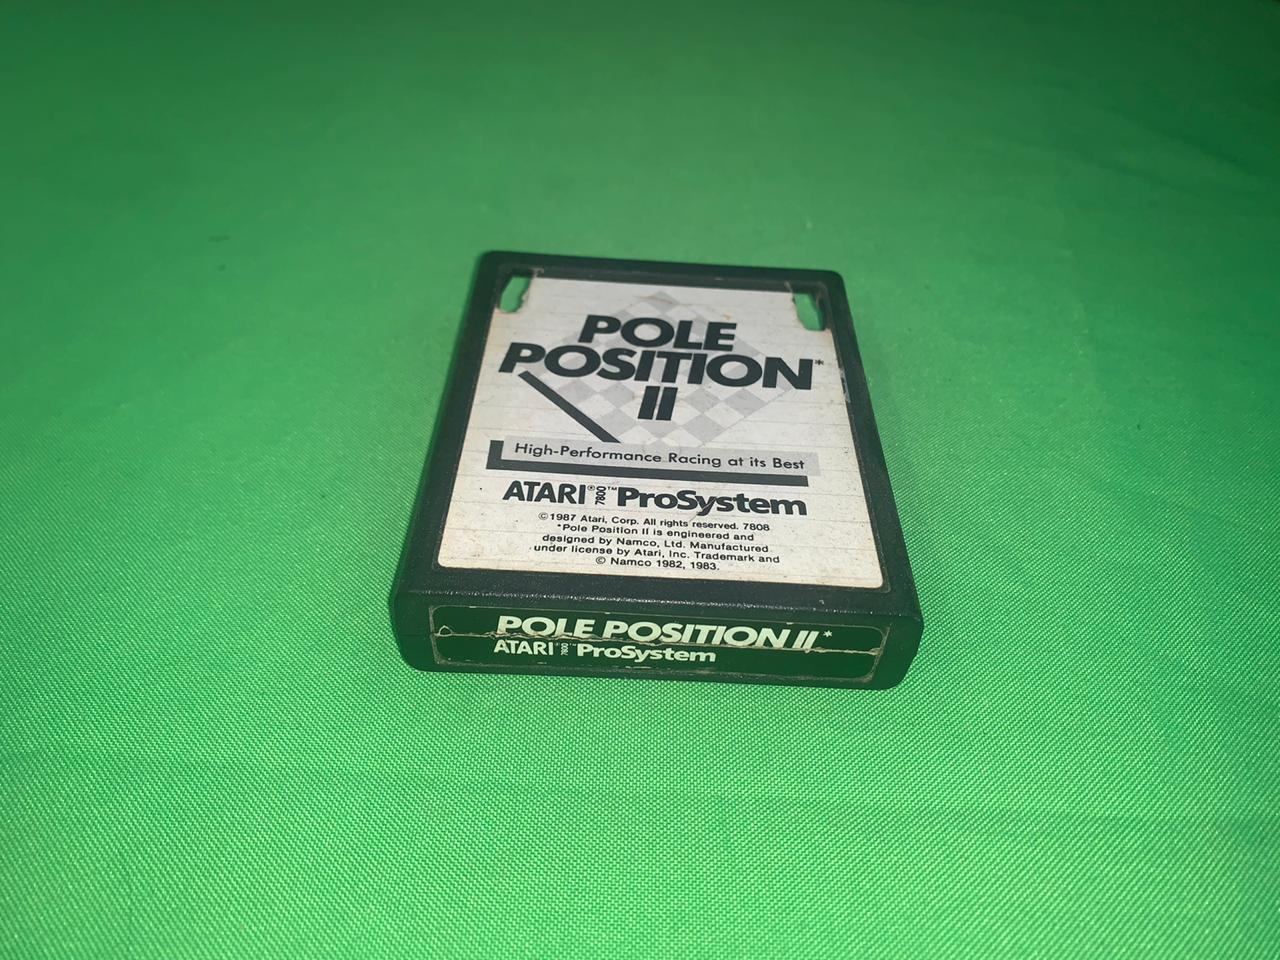 POLE
POSITION*
II
High-Performance Racing at its Best
ATARI® 7800™ ProSystem
©1987 Atari, Corp. All rights reserved. 7808
*Pole Position II is engineered and
designed by Namco, Ltd. Manufactured
under license by Atari, Inc. Trademark and
© Namco 1982, 1983.
POLE POSITION II*
ATARI® 7800™ ProSystem